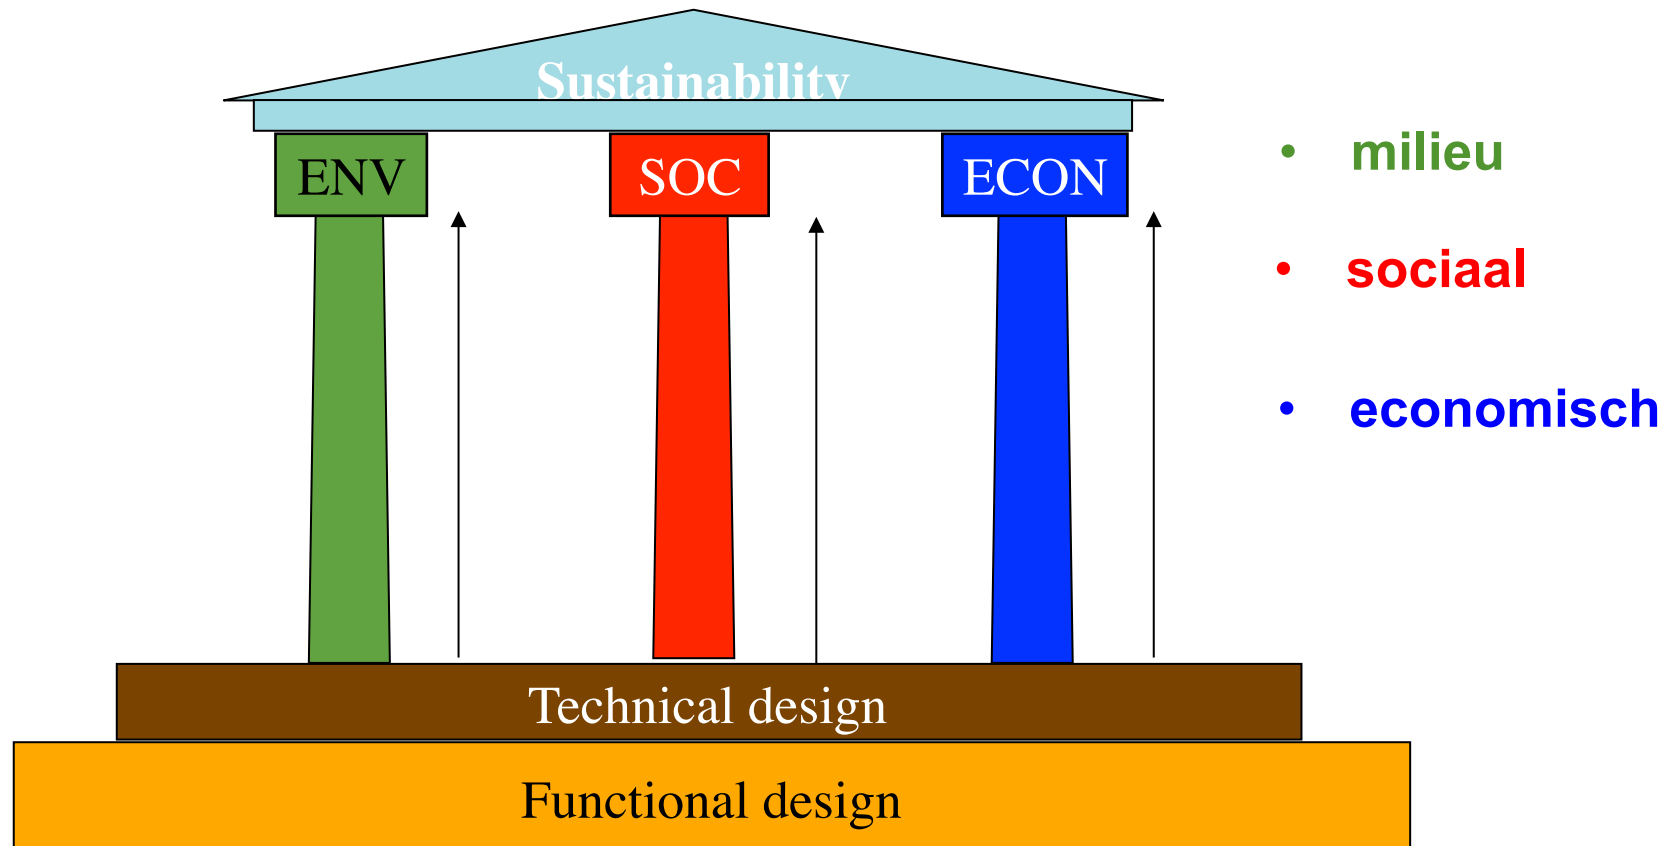 Sustainability
ENV
SOC
ECON
• milieu
• sociaal
• economisch
Technical design
Functional design